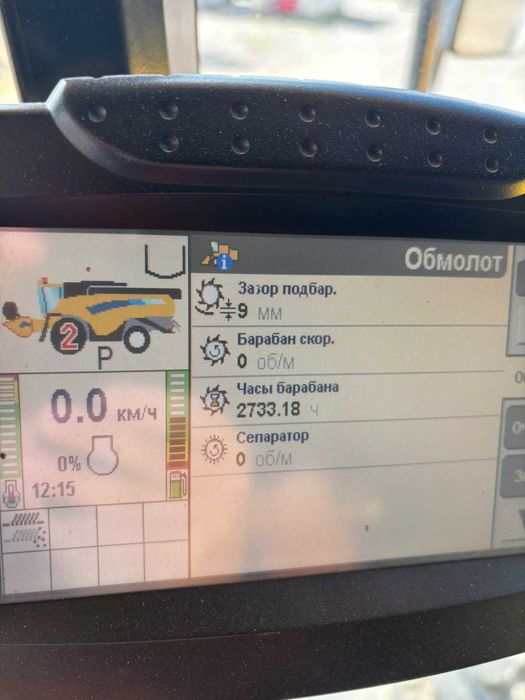 Обмолот
Зазор подбар.
9 мм
Барабан скор.
0 об/м
Часы барабана
2733.18 ч
Сепаратор
0 об/м
2
P
0.0 км/ч
0%
12:15